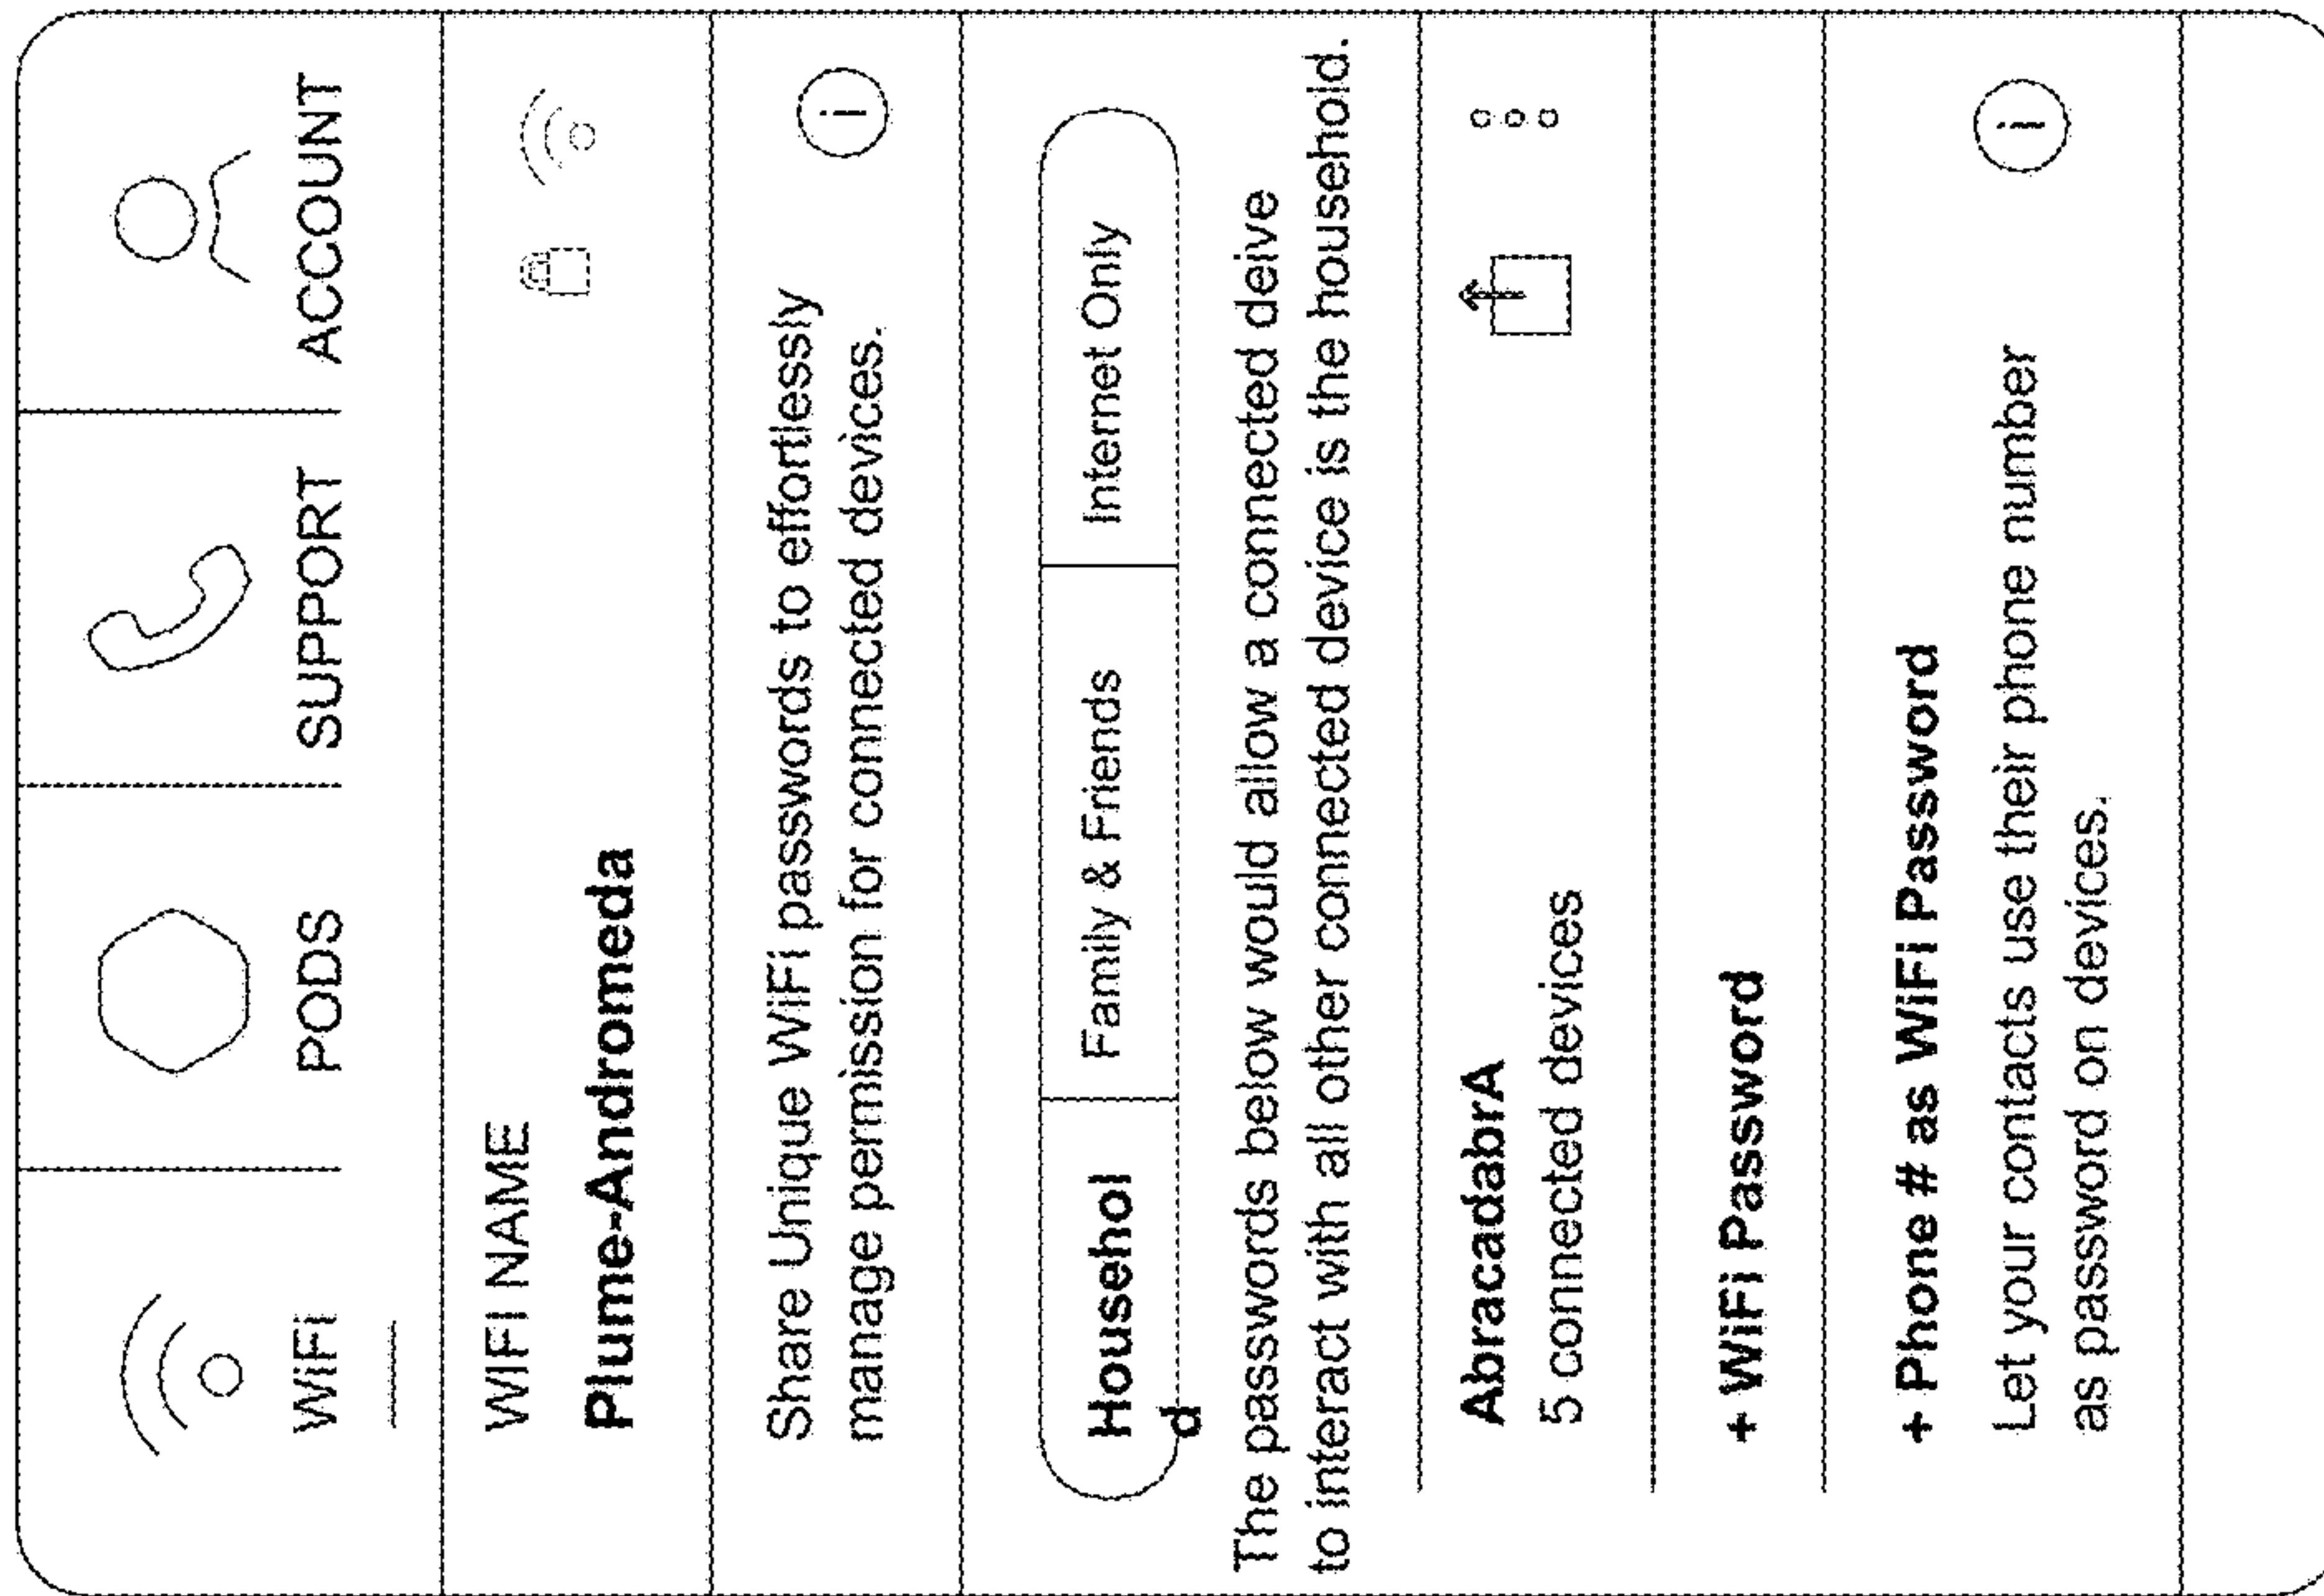 WiFi PODS SUPPORT ACCOUNT
WIFI NAME
Plume-Andromeda
Share Unique WiFi passwords to effortlessly
manage permission for connected devices.
i
Househol
d
Family & Friends
Internet Only
The passwords below would allow a connected deive
to interact with all other connected device is the household.
AbracadabrA
5 connected devices
+ WiFi Password
+ Phone # as WiFi Password
Let your contacts use their phone number
as password on devices.
i